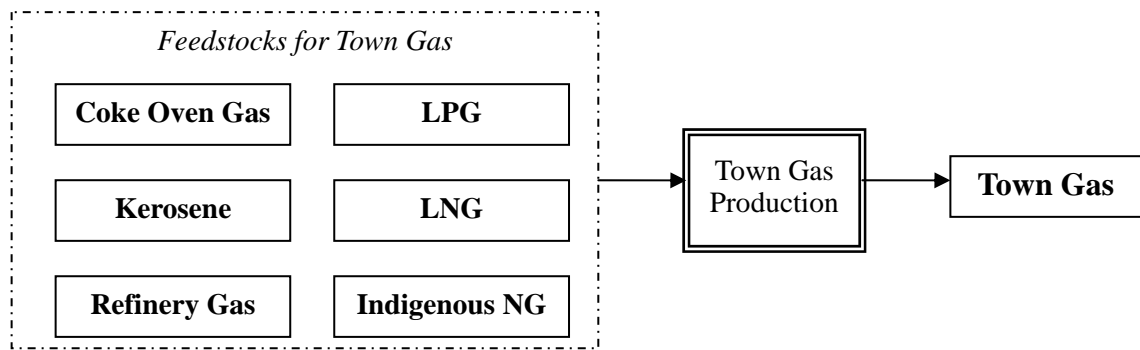 Feedstocks for Town Gas
Coke Oven Gas
LPG
Kerosene
LNG
Refinery Gas
Indigenous NG
Town Gas
Production
Town Gas